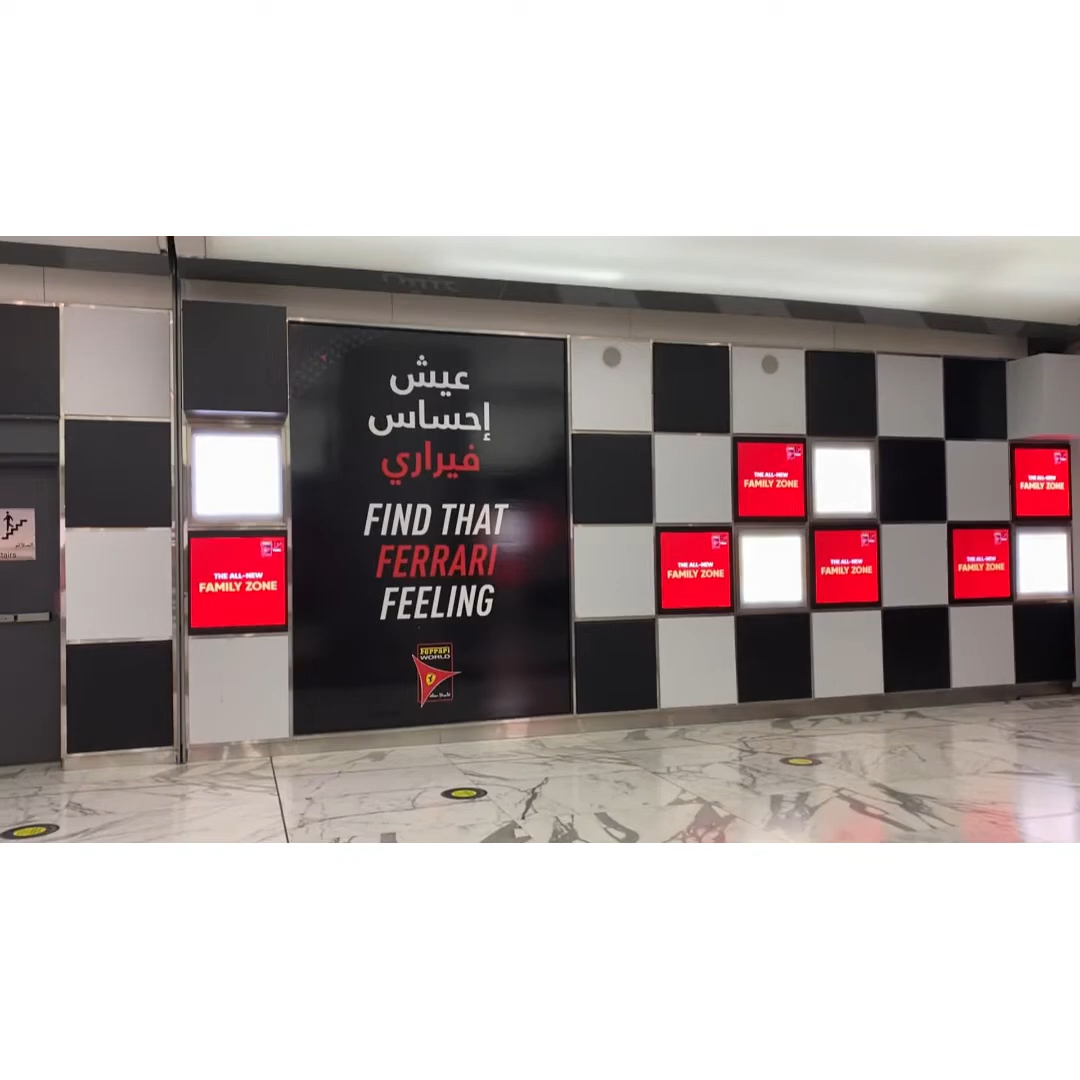 عيش
إحساس
فيراري
FIND THAT
FERRARI
FEELING
Ferrari
WORLD
THE ALL-NEW
FAMILY ZONE
THE ALL-NEW
FAMILY ZONE
THE ALL-NEW
FAMILY ZONE
THE ALL-NEW
FAMILY ZONE
THE ALL-NEW
FAMILY ZONE
THE ALL-NEW
FAMILY ZONE